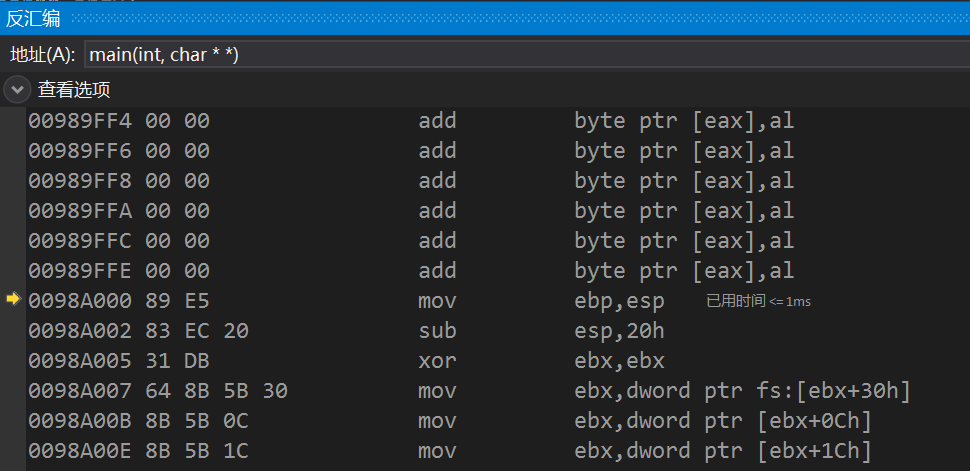 反汇编
地址(A): main(int, char * *)
查看选项
00989FF4 00 00 add byte ptr [eax],al
00989FF6 00 00 add byte ptr [eax],al
00989FF8 00 00 add byte ptr [eax],al
00989FFA 00 00 add byte ptr [eax],al
00989FFC 00 00 add byte ptr [eax],al
00989FFE 00 00 add byte ptr [eax],al
0098A000 89 E5 mov ebp,esp 已用时间 <= 1ms
0098A002 83 EC 20 sub esp,20h
0098A005 31 DB xor ebx,ebx
0098A007 64 8B 5B 30 mov ebx,dword ptr fs:[ebx+30h]
0098A00B 8B 5B 0C mov ebx,dword ptr [ebx+0Ch]
0098A00E 8B 5B 1C mov ebx,dword ptr [ebx+1Ch]